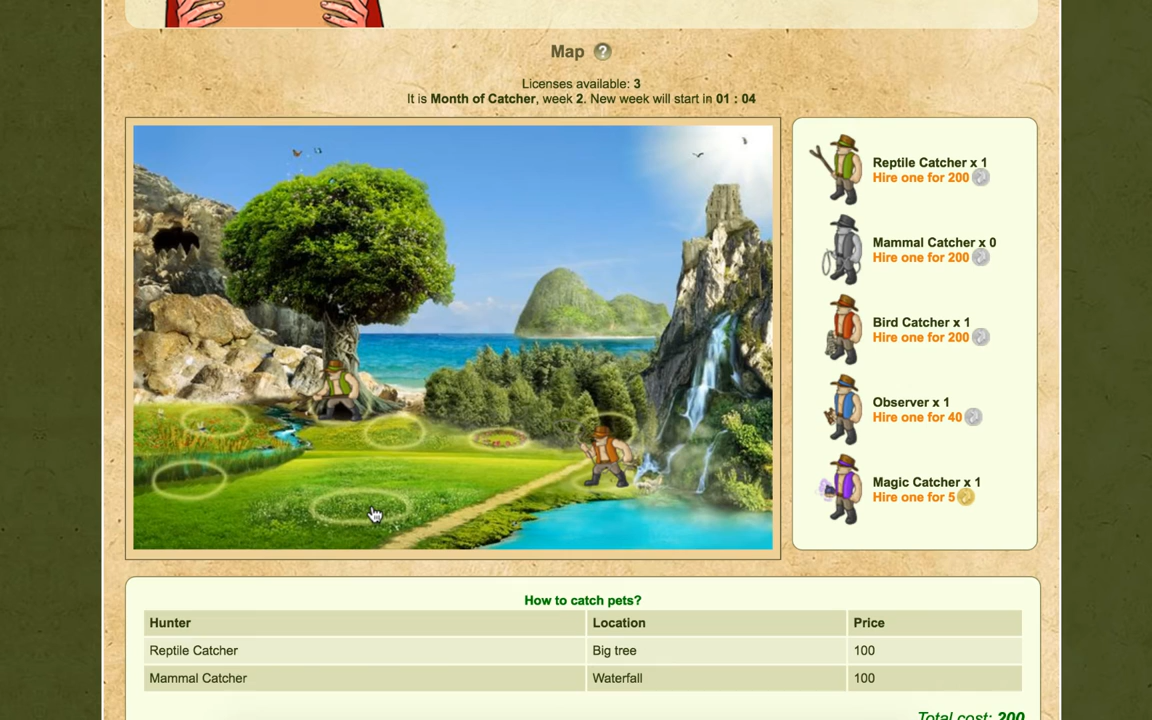 Map ?
Licenses available: 3
It is Month of Catcher, week 2. New week will start in 01 : 04
Reptile Catcher x 1
Hire one for 200
Mammal Catcher x 0
Hire one for 200
Bird Catcher x 1
Hire one for 200
Observer x 1
Hire one for 40
Magic Catcher x 1
Hire one for 5
How to catch pets?
Hunter Location Price
Reptile Catcher Big tree 100
Mammal Catcher Waterfall 100
Total cost: 200